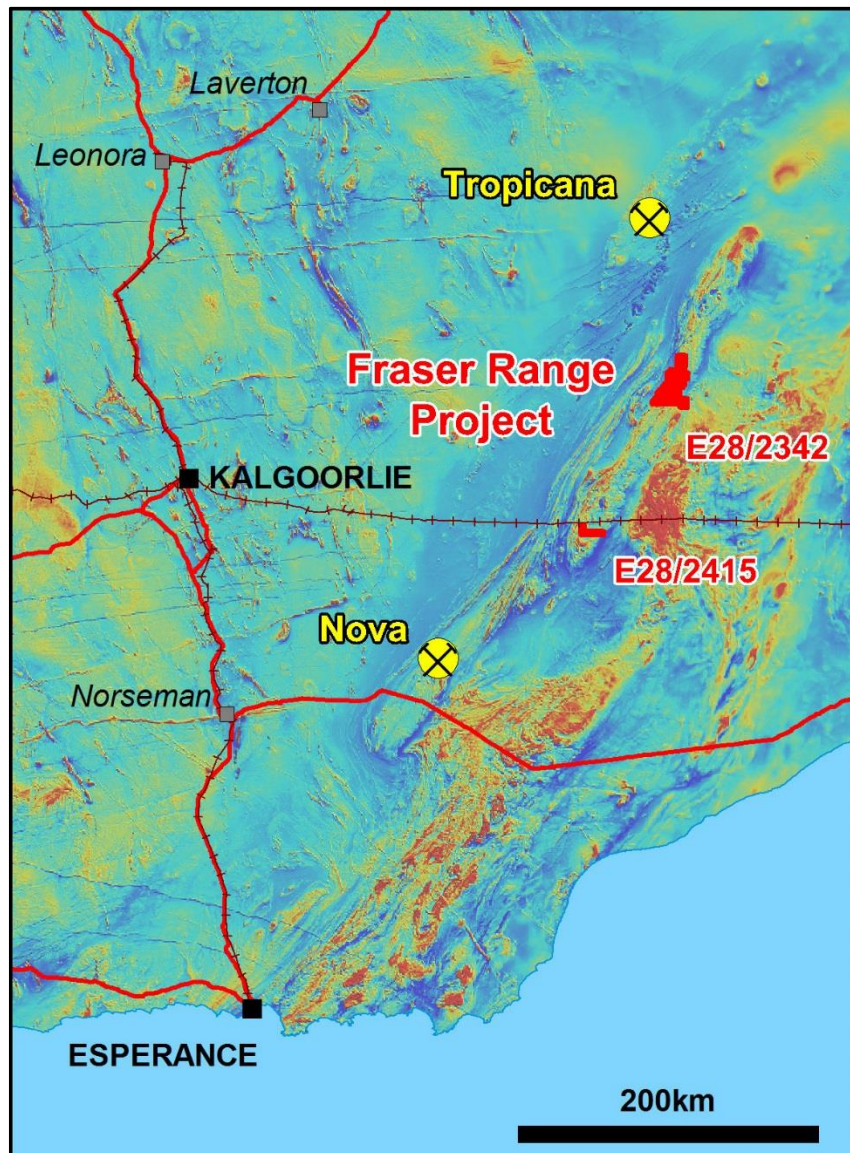 Laverton
Leonora
Tropicana
Fraser Range
Project
E28/2342
KALGOORLIE
E28/2415
Nova
Norseman
ESPERANCE
200km